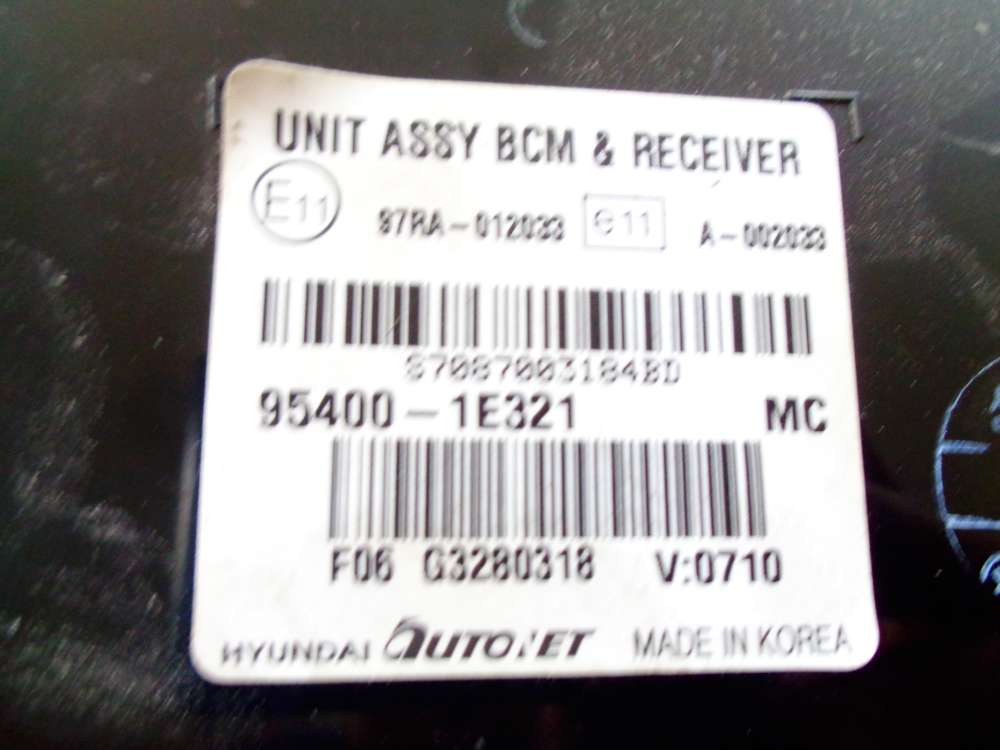 UNIT ASSY BCM & RECEIVER
E11 97RA-012033 e11 A-002033
S7087003184BD
95400-1E321 MC
F06 G3280318 V:0710
HYUNDAI AUTONET MADE IN KOREA